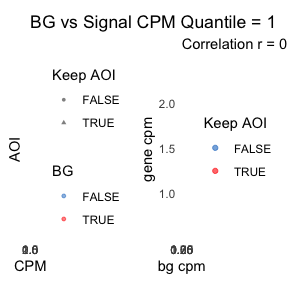 BG vs Signal CPM Quantile = 1
Correlation r = 0
Keep AOI
FALSE
TRUE
BG
FALSE
TRUE
AOI
CPM
gene cpm
2.0
1.5
1.0
Keep AOI
FALSE
TRUE
bg cpm